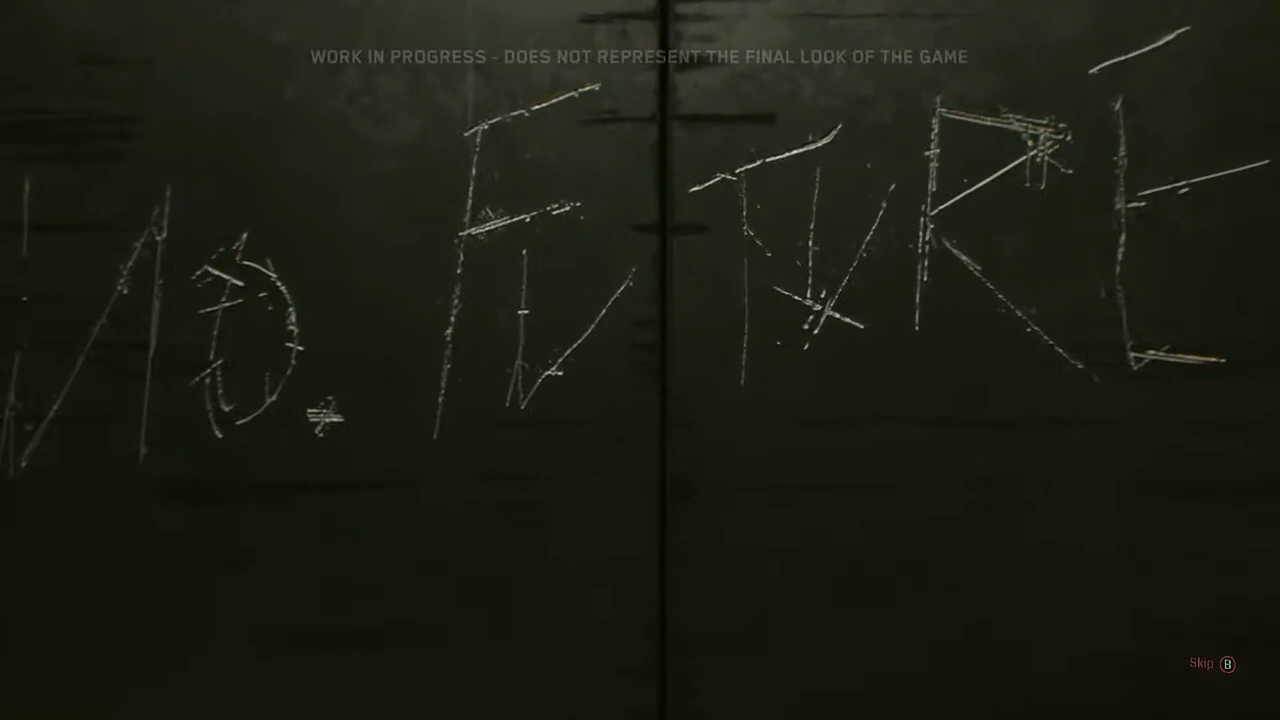 WORK IN PROGRESS - DOES NOT REPRESENT THE FINAL LOOK OF THE GAME
NO. FUTURE
Skip B